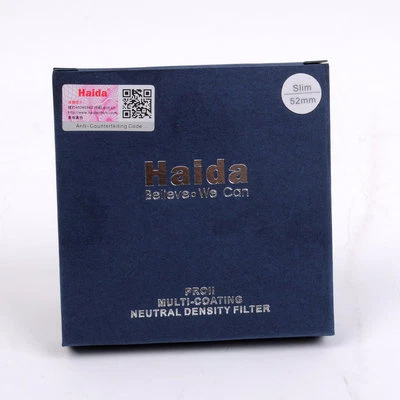 Haida
Anti-Counterfeiting Code
Slim
52mm
Haida
Believe We Can
PROII
MULTI-COATING
NEUTRAL DENSITY FILTER